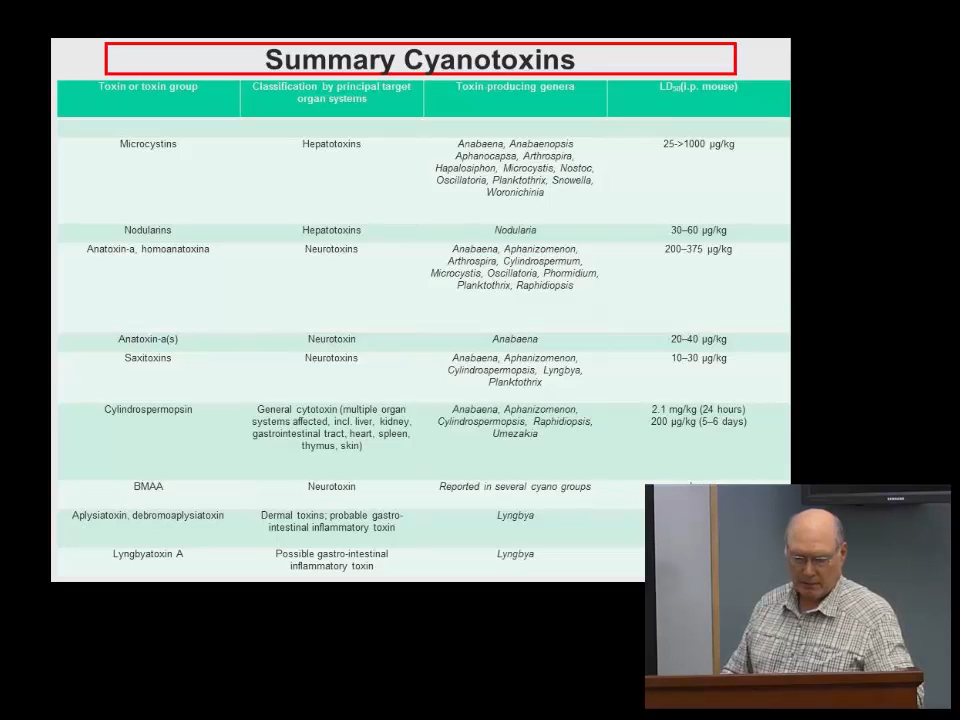 Summary Cyanotoxins
Toxin or toxin group
Classification by principal target
organ systems
Toxin-producing genera
LD50(i.p. mouse)
Microcystins
Hepatotoxins
Anabaena, Anabaenopsis
Aphanocapsa, Arthrospira,
Hapalosiphon, Microcystis, Nostoc,
Oscillatoria, Planktothrix, Snowella,
Woronichinia
25->1000 µg/kg
Nodularins
Hepatotoxins
Nodularia
30–60 µg/kg
Anatoxin-a, homoanatoxina
Neurotoxins
Anabaena, Aphanizomenon,
Arthrospira, Cylindrospermum,
Microcystis, Oscillatoria, Phormidium,
Planktothrix, Raphidiopsis
200–375 µg/kg
Anatoxin-a(s)
Neurotoxin
Anabaena
20–40 µg/kg
Saxitoxins
Neurotoxins
Anabaena, Aphanizomenon,
Cylindrospermopsis, Lyngbya,
Planktothrix
10–30 µg/kg
Cylindrospermopsin
General cytotoxin (multiple organ
systems affected, incl. liver, kidney,
gastrointestinal tract, heart, spleen,
thymus, skin)
Anabaena, Aphanizomenon,
Cylindrospermopsis, Raphidiopsis,
Umezakia
2.1 mg/kg (24 hours)
200 µg/kg (5–6 days)
BMAA
Neurotoxin
Reported in several cyano groups
Aplysiatoxin, debromoaplysiatoxin
Dermal toxins; probable gastro-
intestinal inflammatory toxin
Lyngbya
Lyngbyatoxin A
Possible gastro-intestinal
inflammatory toxin
Lyngbya
SAMSUNG